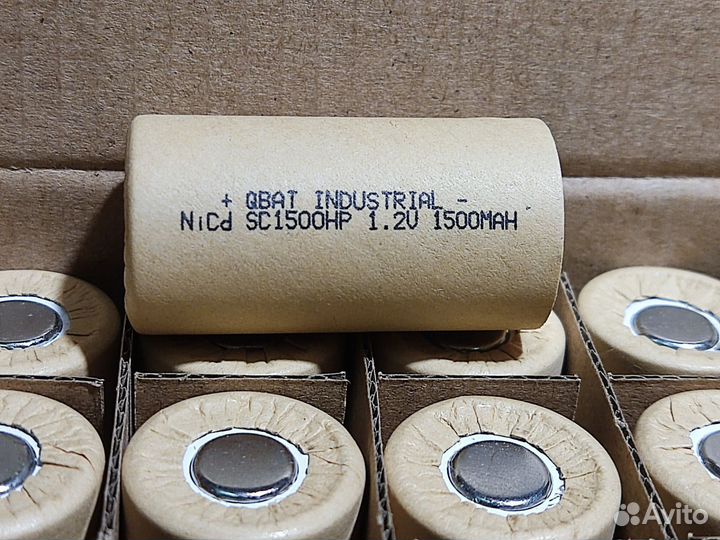 + QBAT INDUSTRIAL -
NiCd SC1500HP 1.2V 1500MAH
Avito